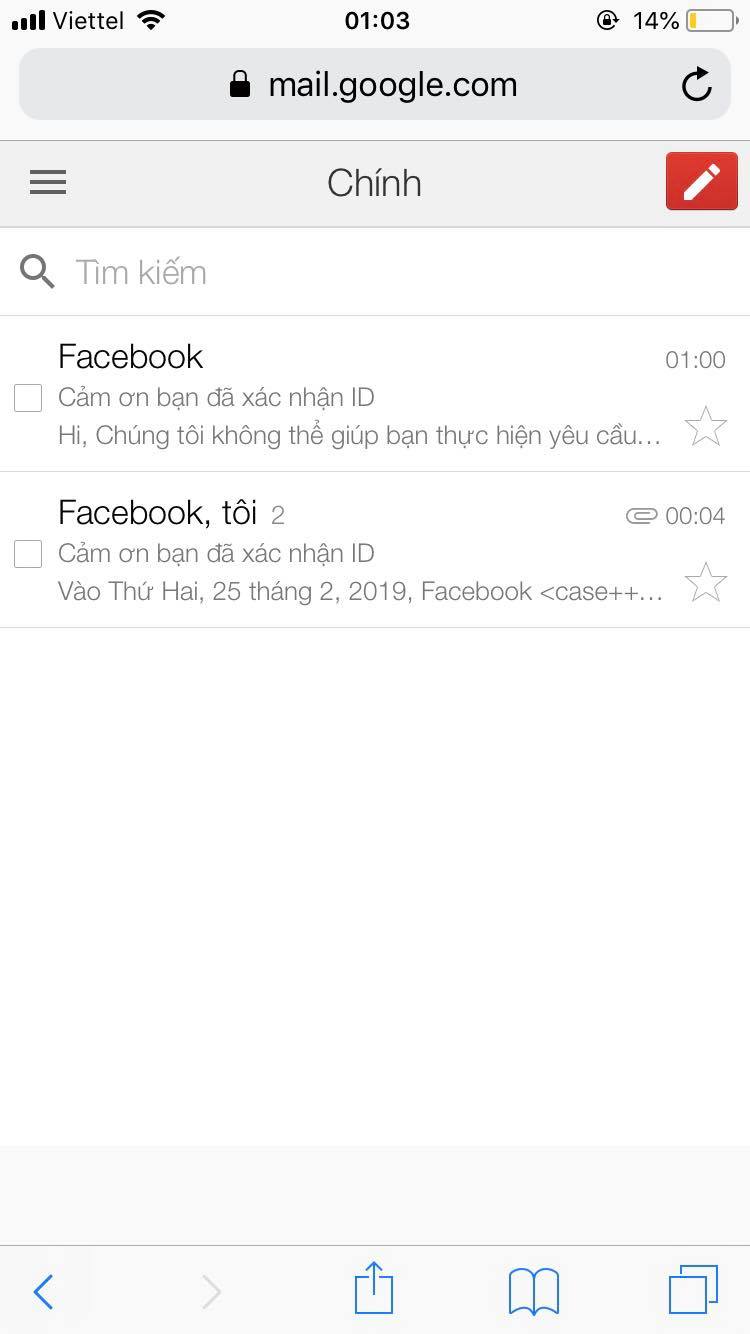 Viettel 01:03 14%
mail.google.com
Chính
Tìm kiếm
Facebook 01:00
Cảm ơn bạn đã xác nhận ID
Hi, Chúng tôi không thể giúp bạn thực hiện yêu cầu...
Facebook, tôi 2 00:04
Cảm ơn bạn đã xác nhận ID
Vào Thứ Hai, 25 tháng 2, 2019, Facebook <case++...